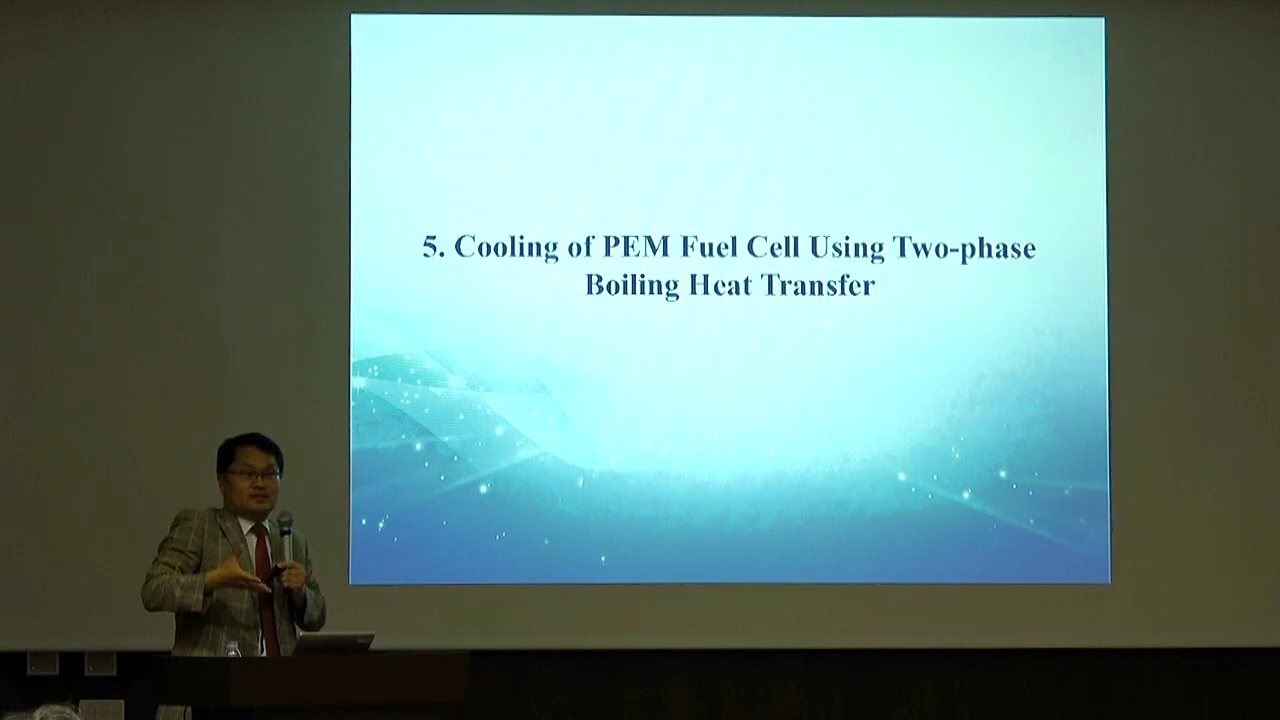 5. Cooling of PEM Fuel Cell Using Two-phase
Boiling Heat Transfer